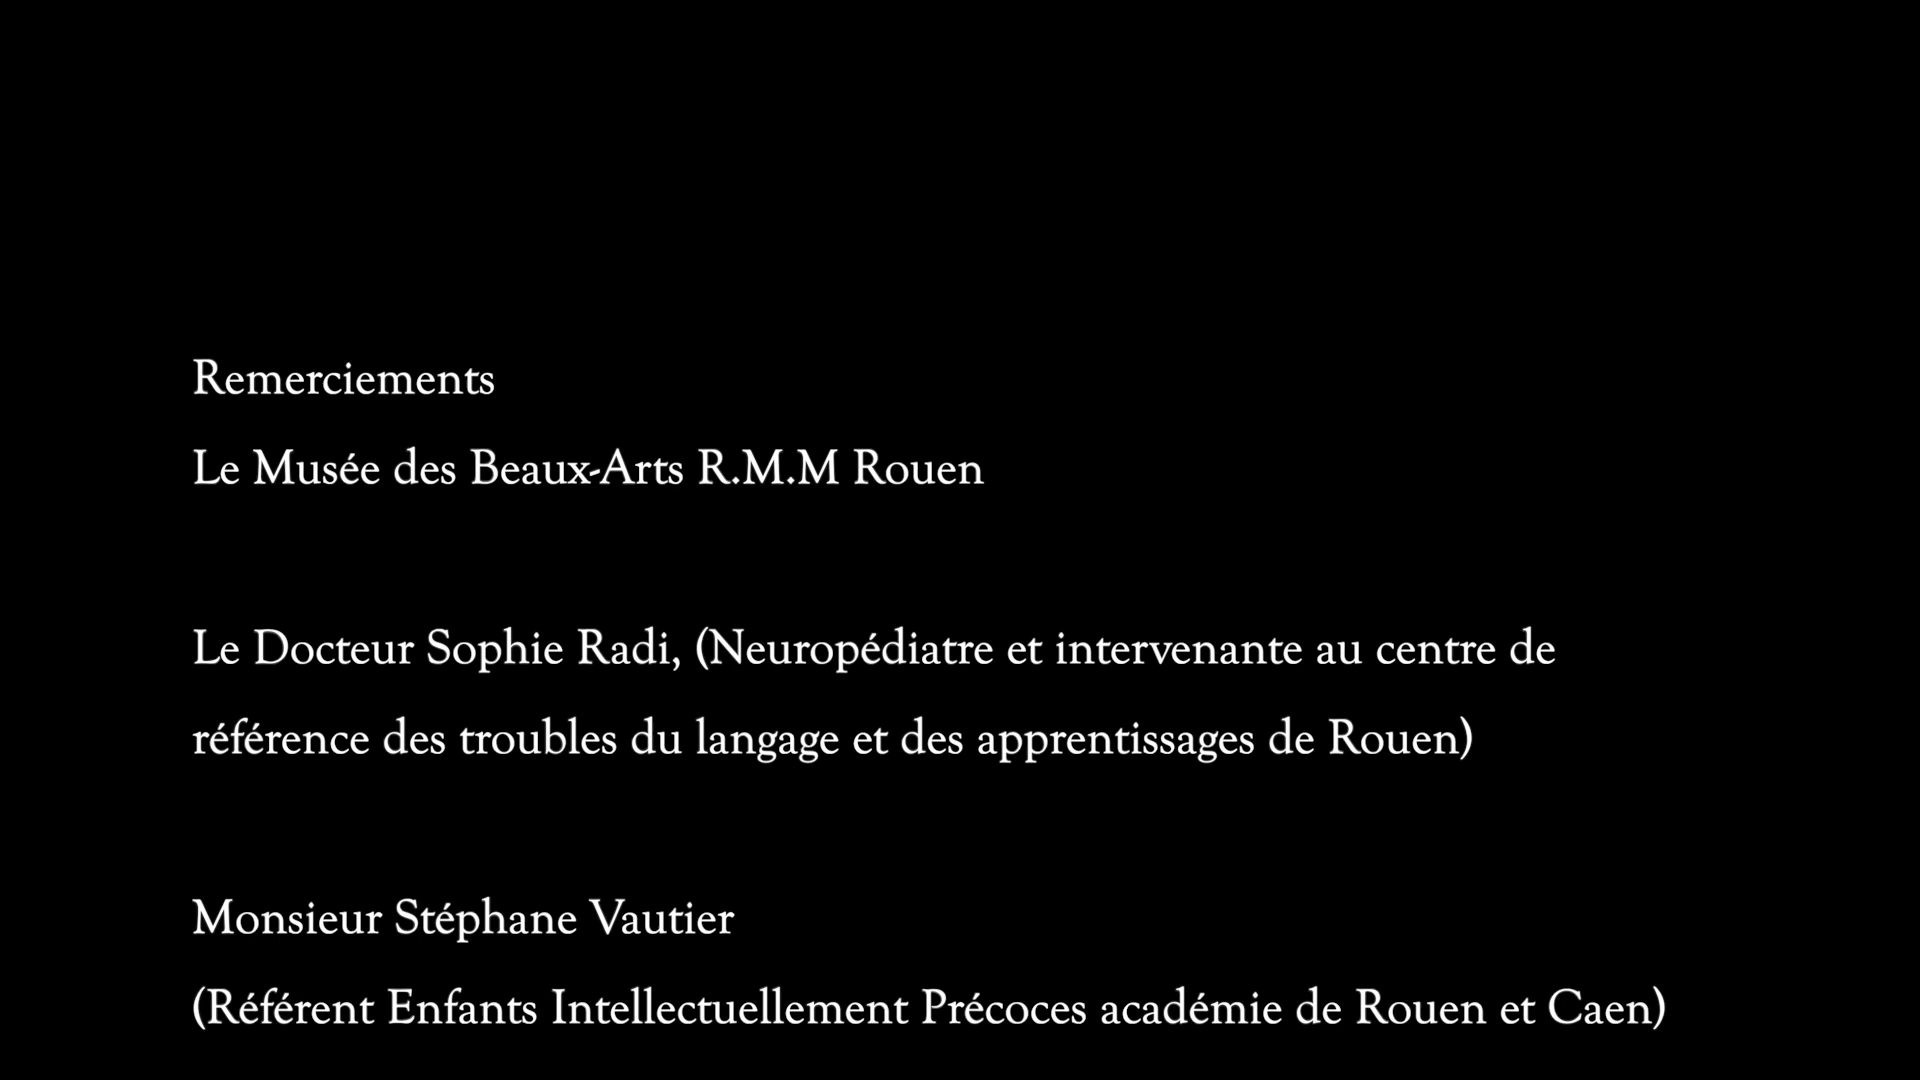 Remerciements
Le Musée des Beaux-Arts R.M.M Rouen
Le Docteur Sophie Radi, (Neuropédiatre et intervenante au centre de
référence des troubles du langage et des apprentissages de Rouen)
Monsieur Stéphane Vautier
(Référent Enfants Intellectuellement Précoces académie de Rouen et Caen)